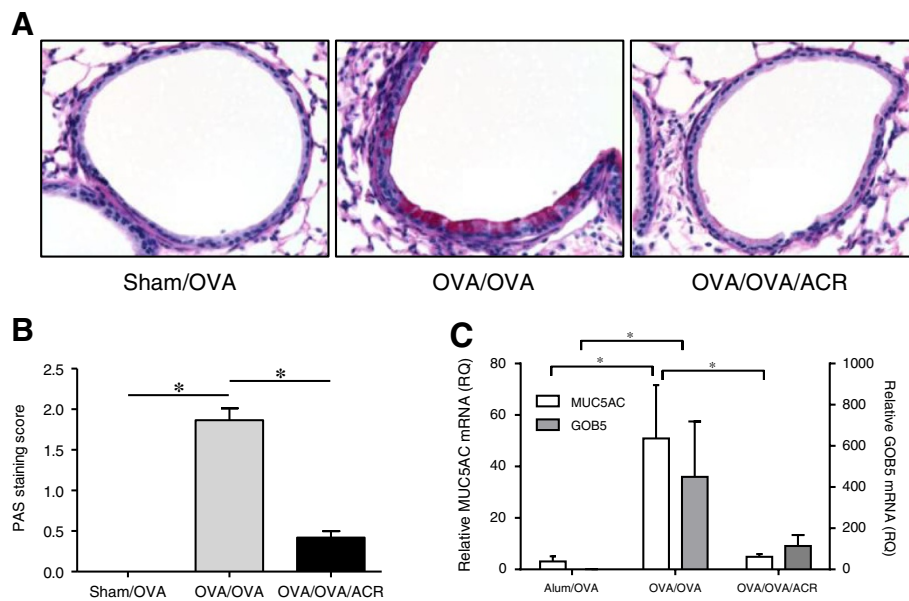 A
Sham/OVA OVA/OVA OVA/OVA/ACR
B
PAS staining score
2.5
2.0
1.5
1.0
0.5
0.0
* *
Sham/OVA OVA/OVA OVA/OVA/ACR
C
Relative MUC5AC mRNA (RQ)
80
60
40
20
0
*
* *
MUC5AC
GOB5
1000
800
600
400
200
0
Relative GOB5 mRNA (RQ)
Alum/OVA OVA/OVA OVA/OVA/ACR